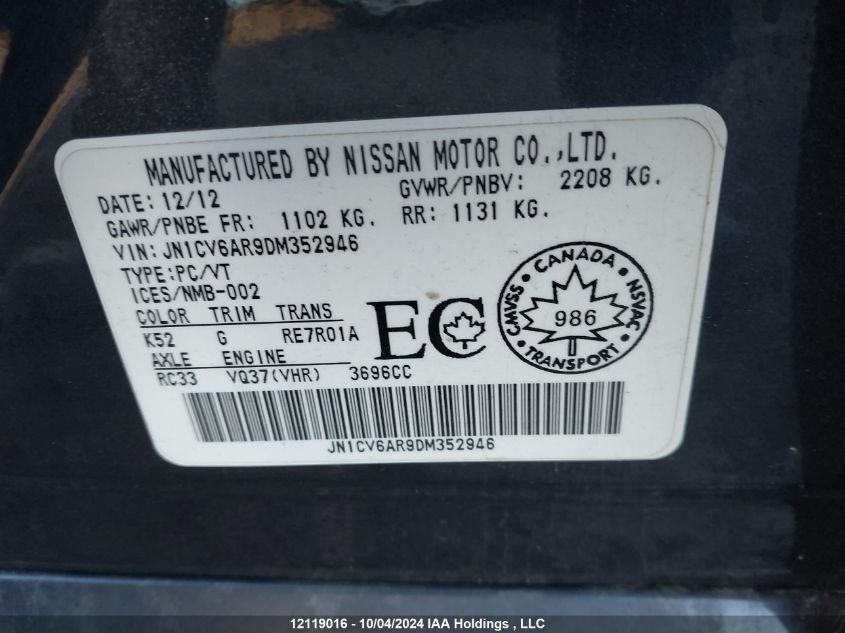 MANUFACTURED BY NISSAN MOTOR CO.,LTD.
DATE: 12/12 GVWR/PNBV: 2208 KG.
GAWR/PNBE FR: 1102 KG. RR: 1131 KG.
VIN: JN1CV6AR9DM352946
TYPE:PC/VT
ICES/NMB-002
COLOR TRIM TRANS
K52 G RE7R01A
AXLE ENGINE
RC33 VQ37(VHR) 3696CC
EC
CANADA
CMVSS NSVAC
986
TRANSPORT
JN1CV6AR9DM352946
12119016 - 10/04/2024 IAA Holdings , LLC